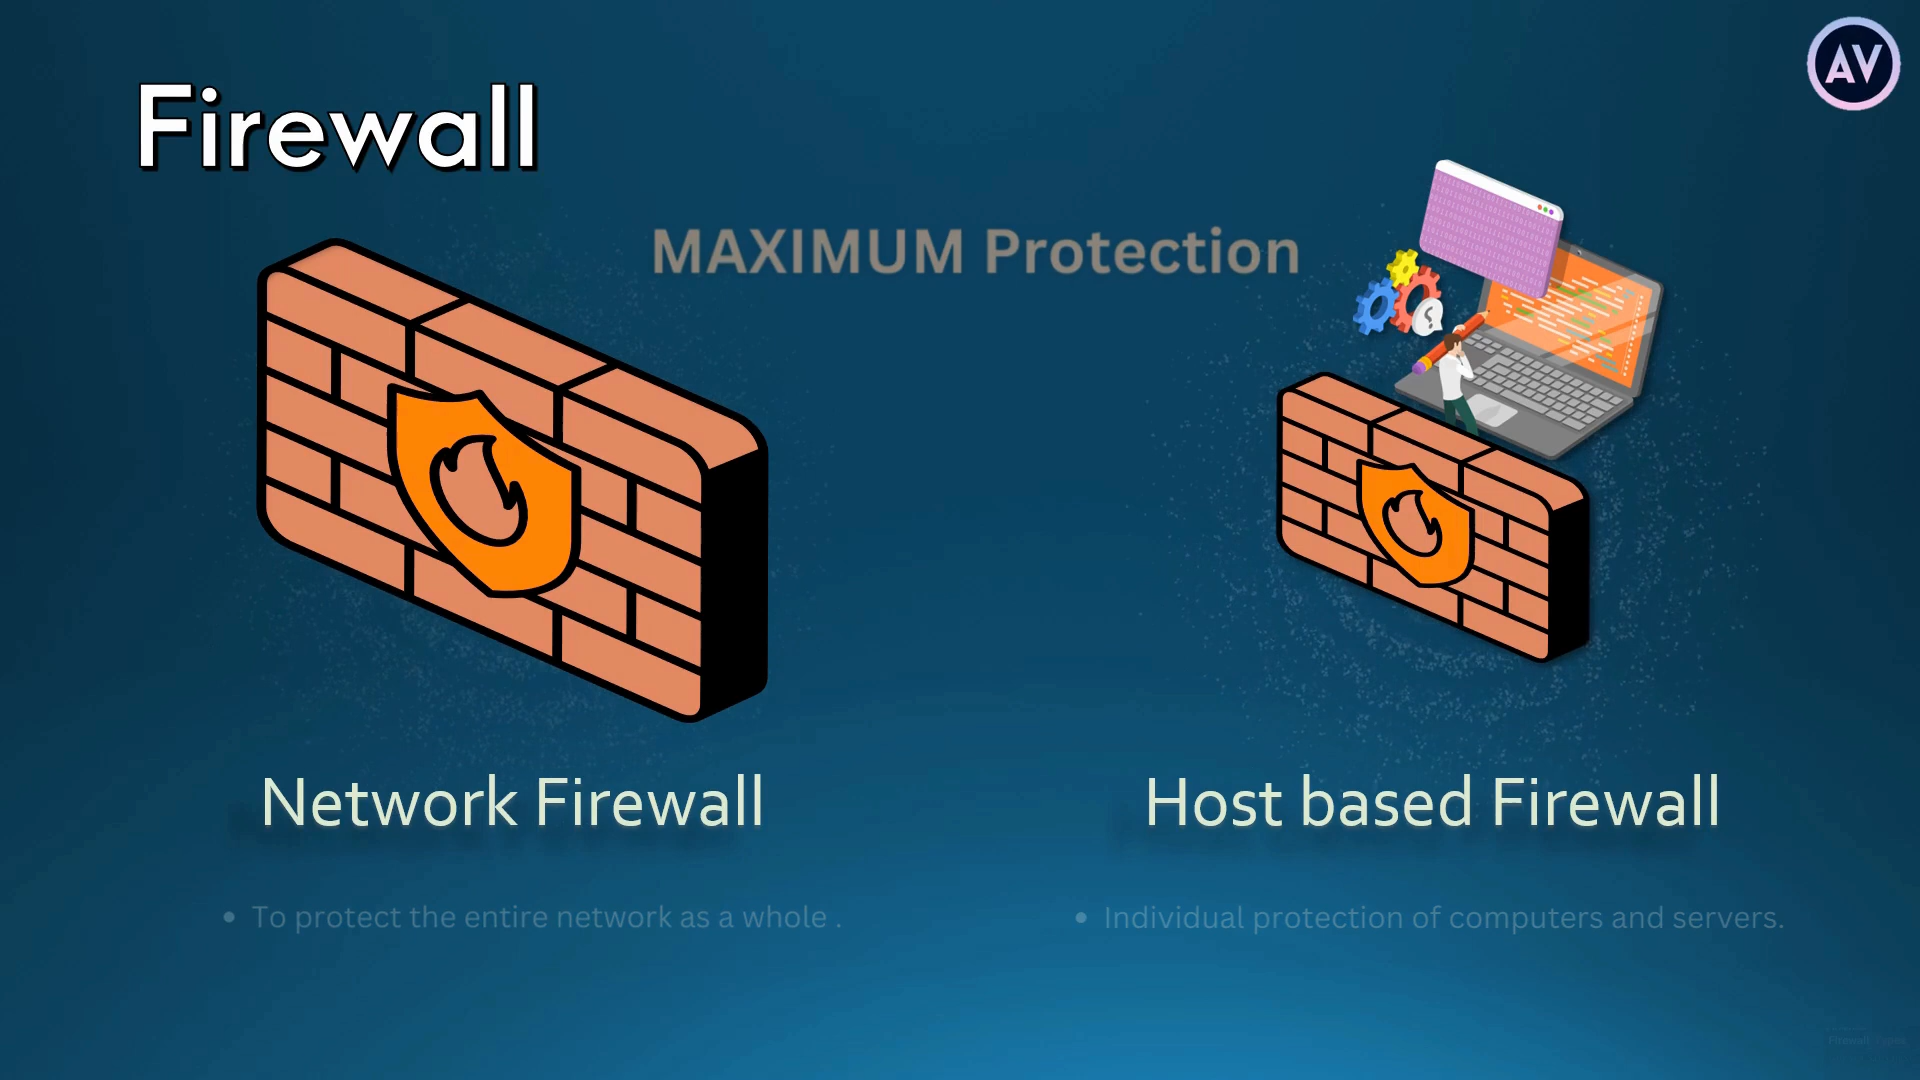 AV
Firewall
MAXIMUM Protection
Network Firewall
Host based Firewall
• To protect the entire network as a whole .
• Individual protection of computers and servers.
Firewall